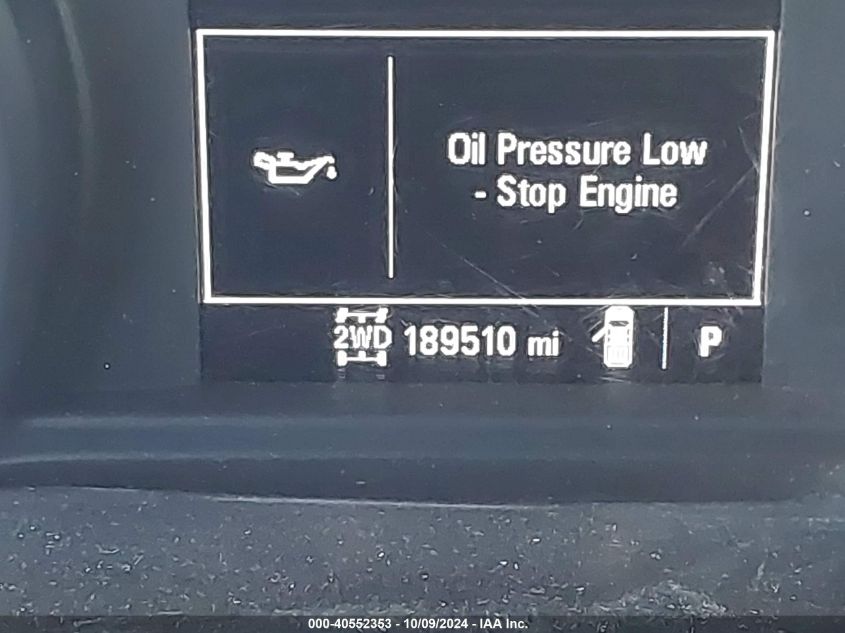 Oil Pressure Low
- Stop Engine
2WD 189510 mi P
000-40552353 - 10/09/2024 - IAA Inc.